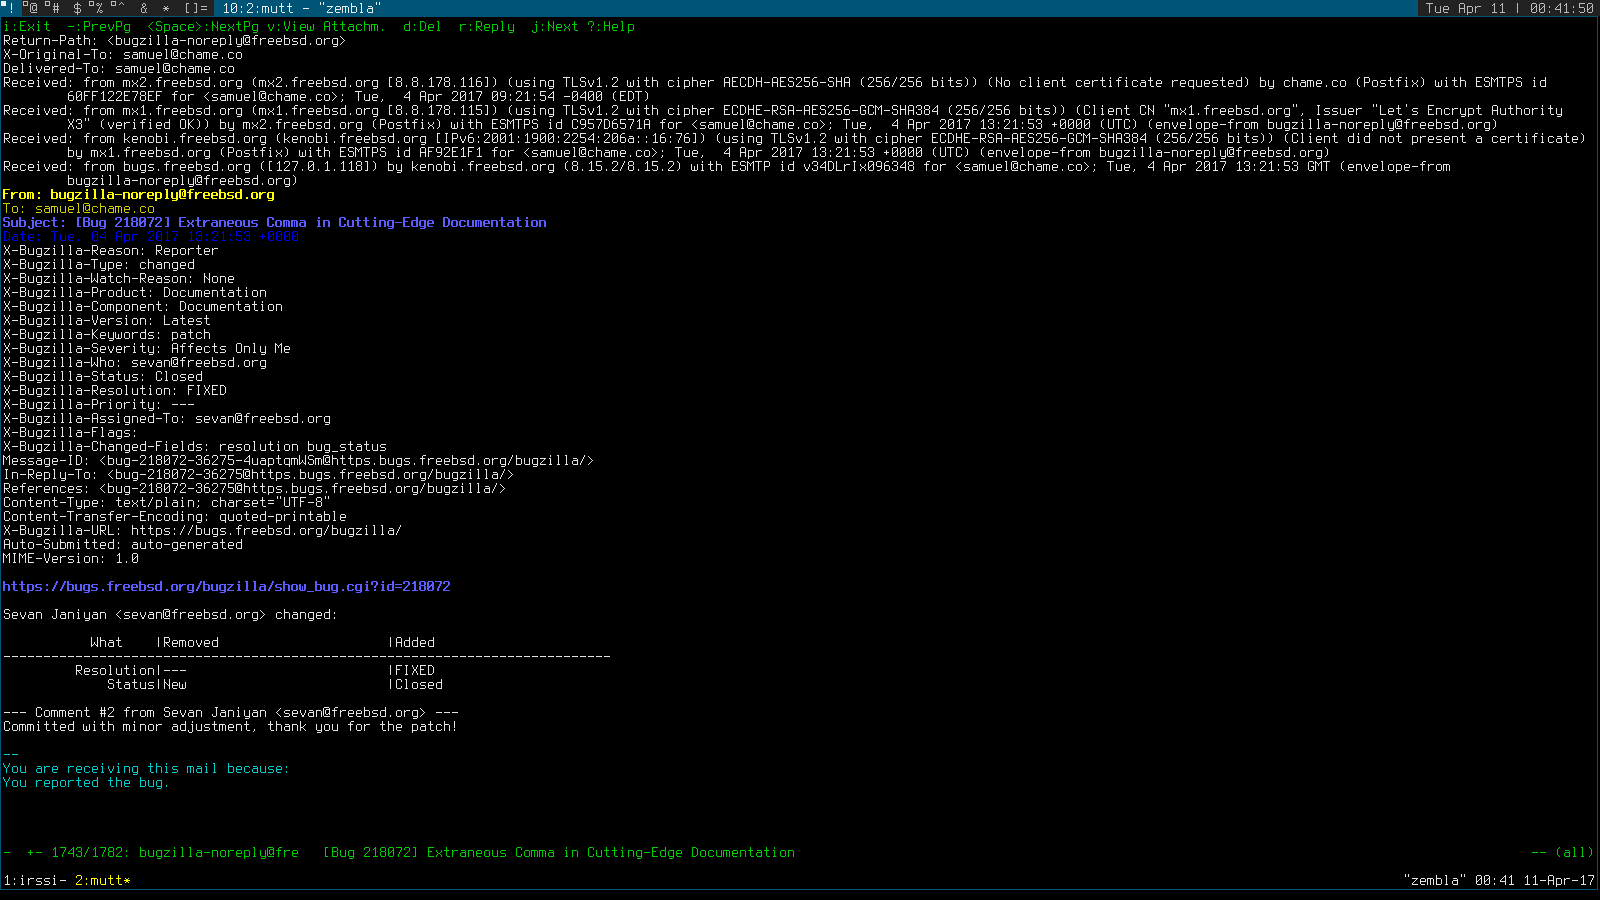 ! @ # $ % ^ & * []= 10:2:mutt - "zembla" Tue Apr 11 | 00:41:50
i:Exit -:PrevPg <Space>:NextPg v:View Attachm. d:Del r:Reply j:Next ?:Help
Return-Path: <bugzilla-noreply@freebsd.org>
X-Original-To: samuel@chame.co
Delivered-To: samuel@chame.co
Received: from mx2.freebsd.org (mx2.freebsd.org [8.8.178.116]) (using TLSv1.2 with cipher AECDH-AES256-SHA (256/256 bits)) (No client certificate requested) by chame.co (Postfix) with ESMTPS id
60FF122E78EF for <samuel@chame.co>; Tue,  4 Apr 2017 09:21:54 -0400 (EDT)
Received: from mx1.freebsd.org (mx1.freebsd.org [8.8.178.115]) (using TLSv1.2 with cipher ECDHE-RSA-AES256-GCM-SHA384 (256/256 bits)) (Client CN "mx1.freebsd.org", Issuer "Let's Encrypt Authority
X3" (verified OK)) by mx2.freebsd.org (Postfix) with ESMTPS id C957D6571A for <samuel@chame.co>; Tue,  4 Apr 2017 13:21:53 +0000 (UTC) (envelope-from bugzilla-noreply@freebsd.org)
Received: from kenobi.freebsd.org (kenobi.freebsd.org [IPv6:2001:1900:2254:206a::16:76]) (using TLSv1.2 with cipher ECDHE-RSA-AES256-GCM-SHA384 (256/256 bits)) (Client did not present a certificate)
by mx1.freebsd.org (Postfix) with ESMTPS id AF92E1F1 for <samuel@chame.co>; Tue,  4 Apr 2017 13:21:53 +0000 (UTC) (envelope-from bugzilla-noreply@freebsd.org)
Received: from bugs.freebsd.org ([127.0.1.118]) by kenobi.freebsd.org (8.15.2/8.15.2) with ESMTP id v34DLrIx096348 for <samuel@chame.co>; Tue, 4 Apr 2017 13:21:53 GMT (envelope-from
bugzilla-noreply@freebsd.org)
From: bugzilla-noreply@freebsd.org
To: samuel@chame.co
Subject: [Bug 218072] Extraneous Comma in Cutting-Edge Documentation
Date: Tue, 04 Apr 2017 13:21:53 +0000
X-Bugzilla-Reason: Reporter
X-Bugzilla-Type: changed
X-Bugzilla-Watch-Reason: None
X-Bugzilla-Product: Documentation
X-Bugzilla-Component: Documentation
X-Bugzilla-Version: Latest
X-Bugzilla-Keywords: patch
X-Bugzilla-Severity: Affects Only Me
X-Bugzilla-Who: sevan@freebsd.org
X-Bugzilla-Status: Closed
X-Bugzilla-Resolution: FIXED
X-Bugzilla-Priority: ---
X-Bugzilla-Assigned-To: sevan@freebsd.org
X-Bugzilla-Flags:
X-Bugzilla-Changed-Fields: resolution bug_status
Message-ID: <bug-218072-36275-4uaptqmWSm@https.bugs.freebsd.org/bugzilla/>
In-Reply-To: <bug-218072-36275@https.bugs.freebsd.org/bugzilla/>
References: <bug-218072-36275@https.bugs.freebsd.org/bugzilla/>
Content-Type: text/plain; charset="UTF-8"
Content-Transfer-Encoding: quoted-printable
X-Bugzilla-URL: https://bugs.freebsd.org/bugzilla/
Auto-Submitted: auto-generated
MIME-Version: 1.0
https://bugs.freebsd.org/bugzilla/show_bug.cgi?id=218072
Sevan Janiyan <sevan@freebsd.org> changed:
What |Removed |Added
----------------------------------------------------------------------------
Resolution|--- |FIXED
Status|New |Closed
--- Comment #2 from Sevan Janiyan <sevan@freebsd.org> ---
Committed with minor adjustment, thank you for the patch!
--
You are receiving this mail because:
You reported the bug.
- +- 1743/1782: bugzilla-noreply@fre [Bug 218072] Extraneous Comma in Cutting-Edge Documentation -- (all)
1:irssi- 2:mutt* "zembla" 00:41 11-Apr-17